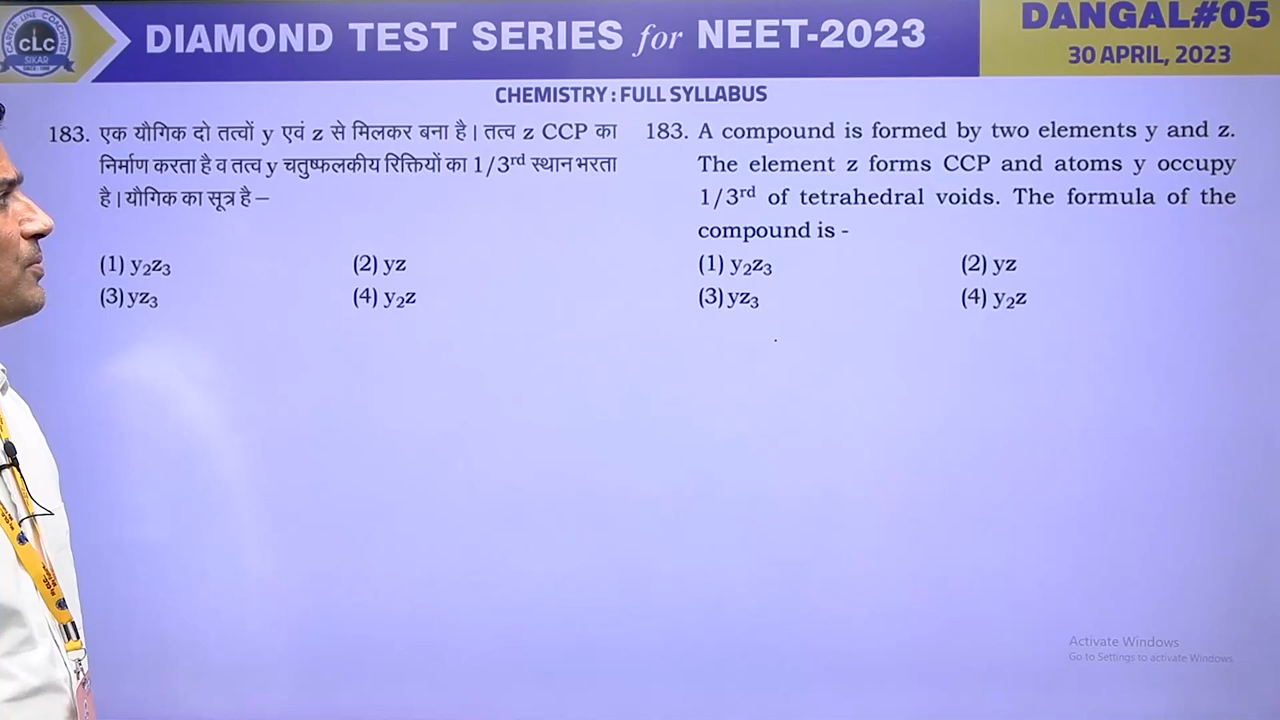 CAREER LINE COACHING
CLC
SIKAR
DIAMOND TEST SERIES for NEET-2023
DANGAL#05
30 APRIL, 2023
CHEMISTRY : FULL SYLLABUS
183. एक यौगिक दो तत्वों y एवं z से मिलकर बना है। तत्व z CCP का
निर्माण करता है व तत्व y चतुष्फलकीय रिक्तियों का 1/3rd स्थान भरता
है। यौगिक का सूत्र है –
(1) y₂z₃ (2) yz
(3) yz₃ (4) y₂z
183. A compound is formed by two elements y and z.
The element z forms CCP and atoms y occupy
1/3rd of tetrahedral voids. The formula of the
compound is -
(1) y₂z₃ (2) yz
(3) yz₃ (4) y₂z
Activate Windows
Go to Settings to activate Windows.